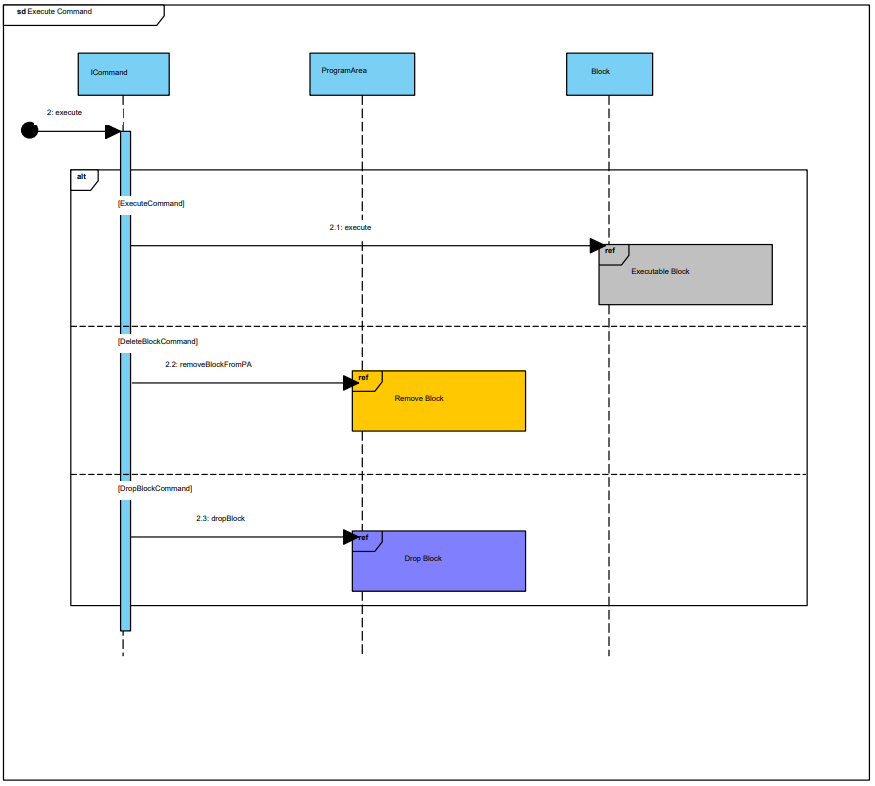 sd Execute Command
ICommand
ProgramArea
Block
2: execute
alt
[ExecuteCommand]
2.1: execute
ref
Executable Block
[DeleteBlockCommand]
2.2: removeBlockFromPA
ref
Remove Block
[DropBlockCommand]
2.3: dropBlock
ref
Drop Block